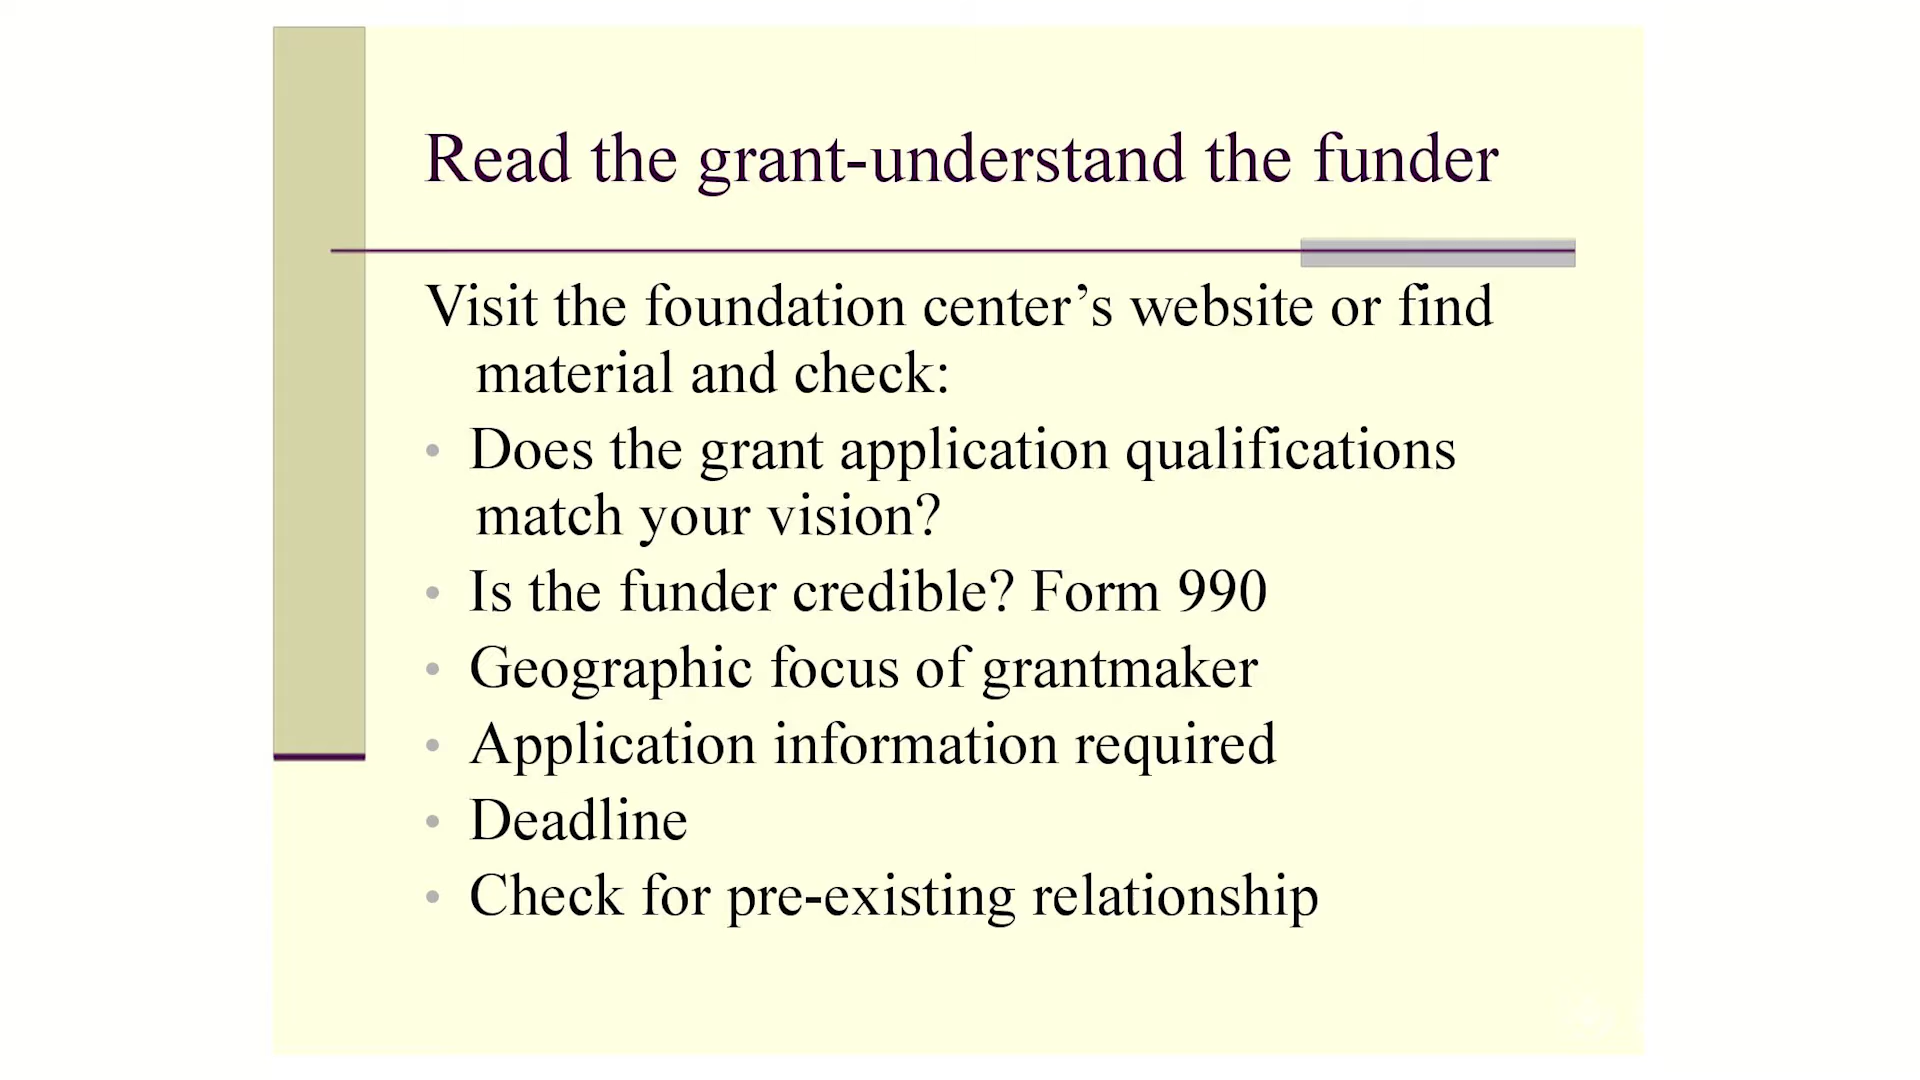 Read the grant-understand the funder
Visit the foundation center’s website or find
material and check:
• Does the grant application qualifications
match your vision?
• Is the funder credible? Form 990
• Geographic focus of grantmaker
• Application information required
• Deadline
• Check for pre-existing relationship